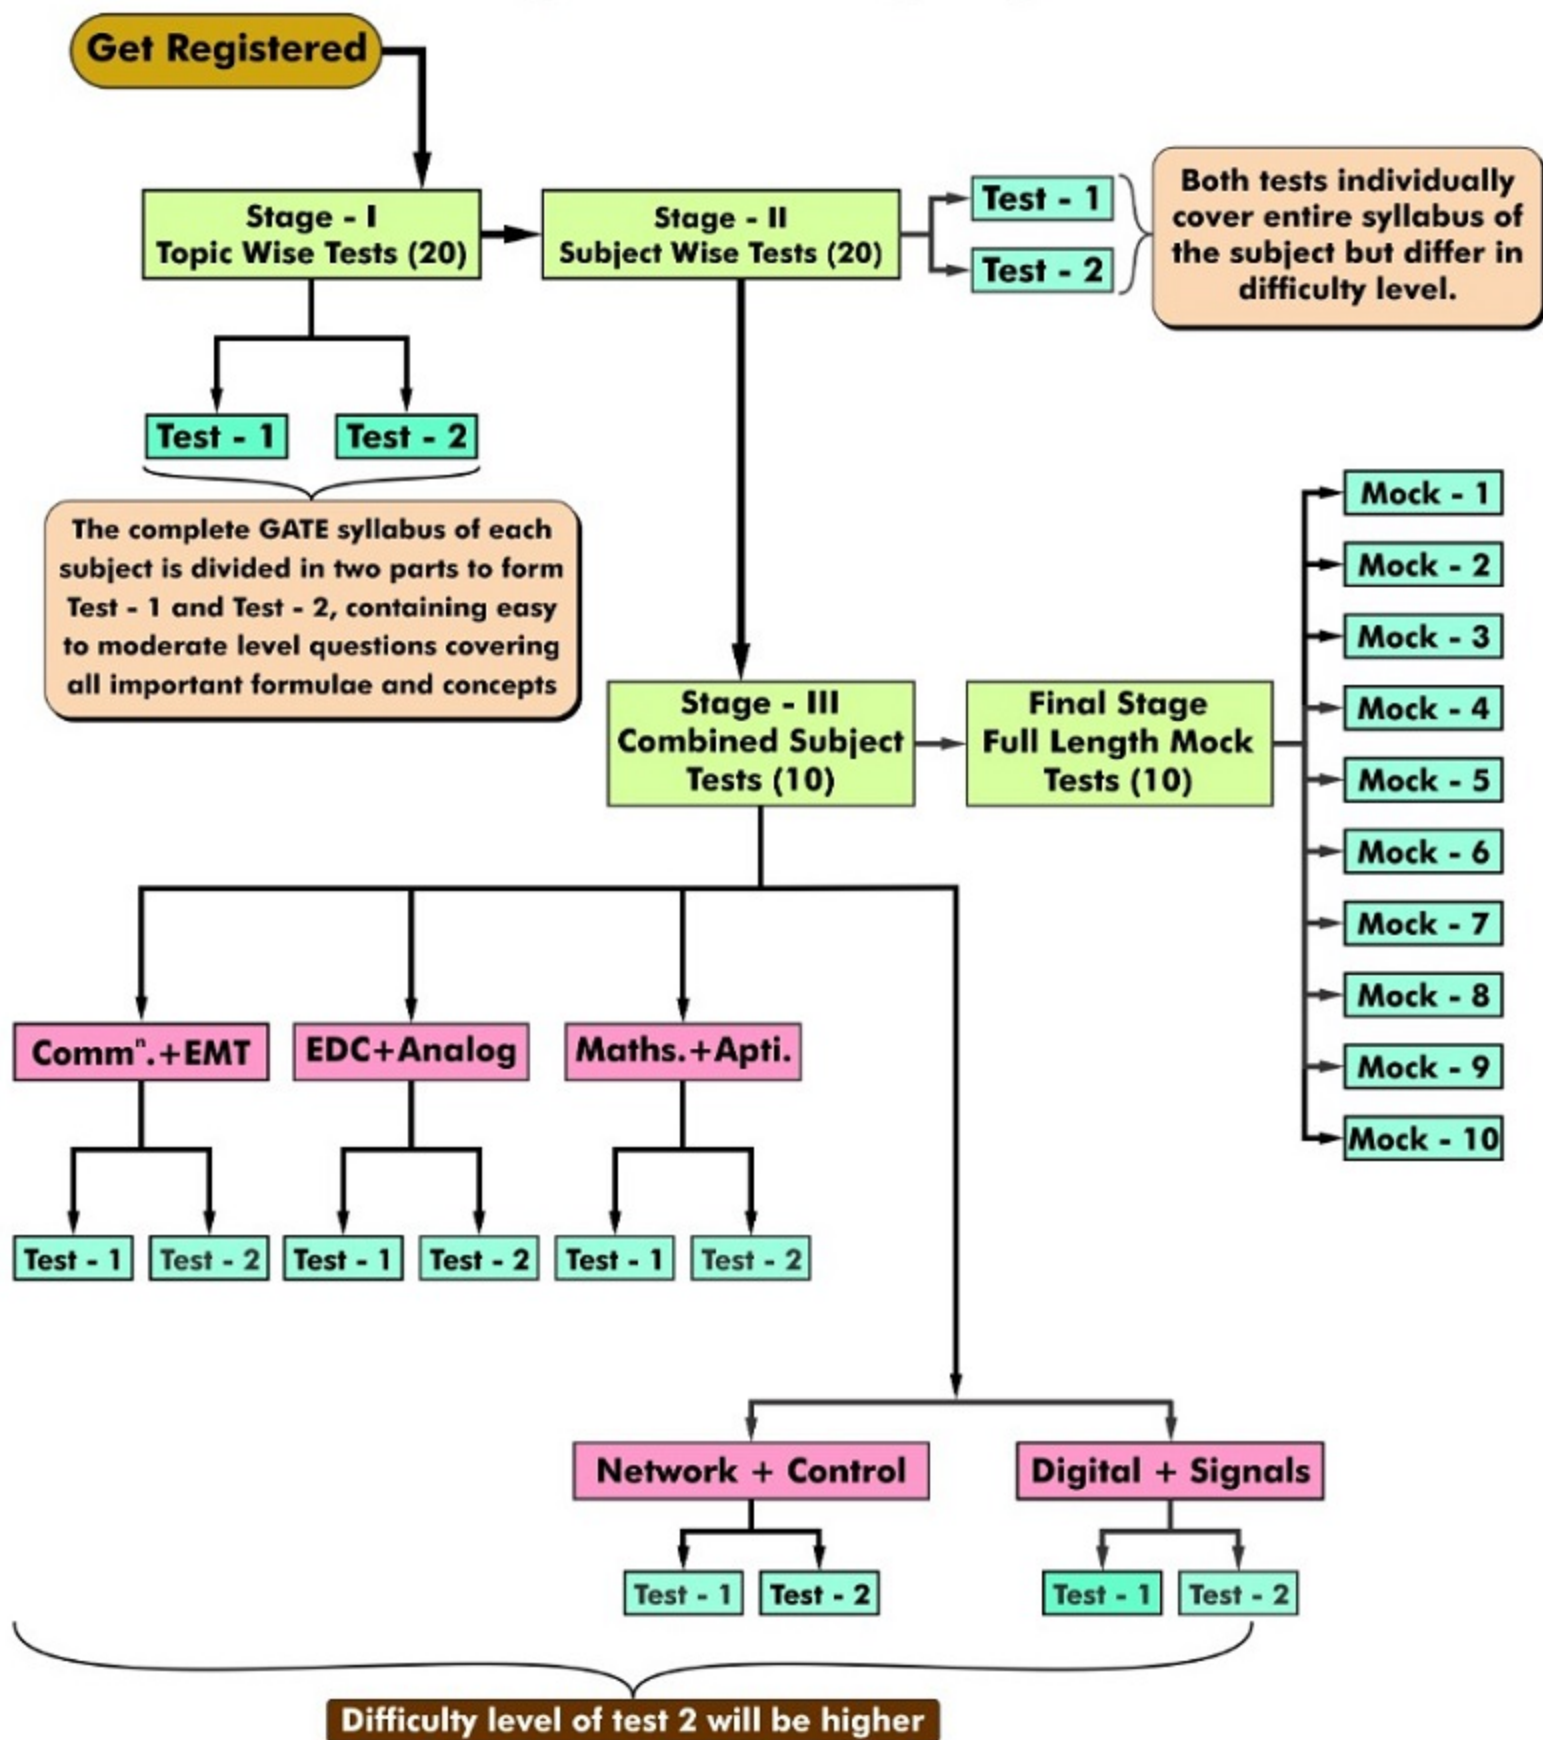 Get Registered
Stage - I
Topic Wise Tests (20)
Stage - II
Subject Wise Tests (20)
Test - 1
Test - 2
Both tests individually
cover entire syllabus of
the subject but differ in
difficulty level.
Test - 1
Test - 2
The complete GATE syllabus of each
subject is divided in two parts to form
Test - 1 and Test - 2, containing easy
to moderate level questions covering
all important formulae and concepts
Stage - III
Combined Subject
Tests (10)
Final Stage
Full Length Mock
Tests (10)
Mock - 1
Mock - 2
Mock - 3
Mock - 4
Mock - 5
Mock - 6
Mock - 7
Mock - 8
Mock - 9
Mock - 10
Commⁿ.+EMT
EDC+Analog
Maths.+Apti.
Test - 1
Test - 2
Test - 1
Test - 2
Test - 1
Test - 2
Network + Control
Digital + Signals
Test - 1
Test - 2
Test - 1
Test - 2
Difficulty level of test 2 will be higher